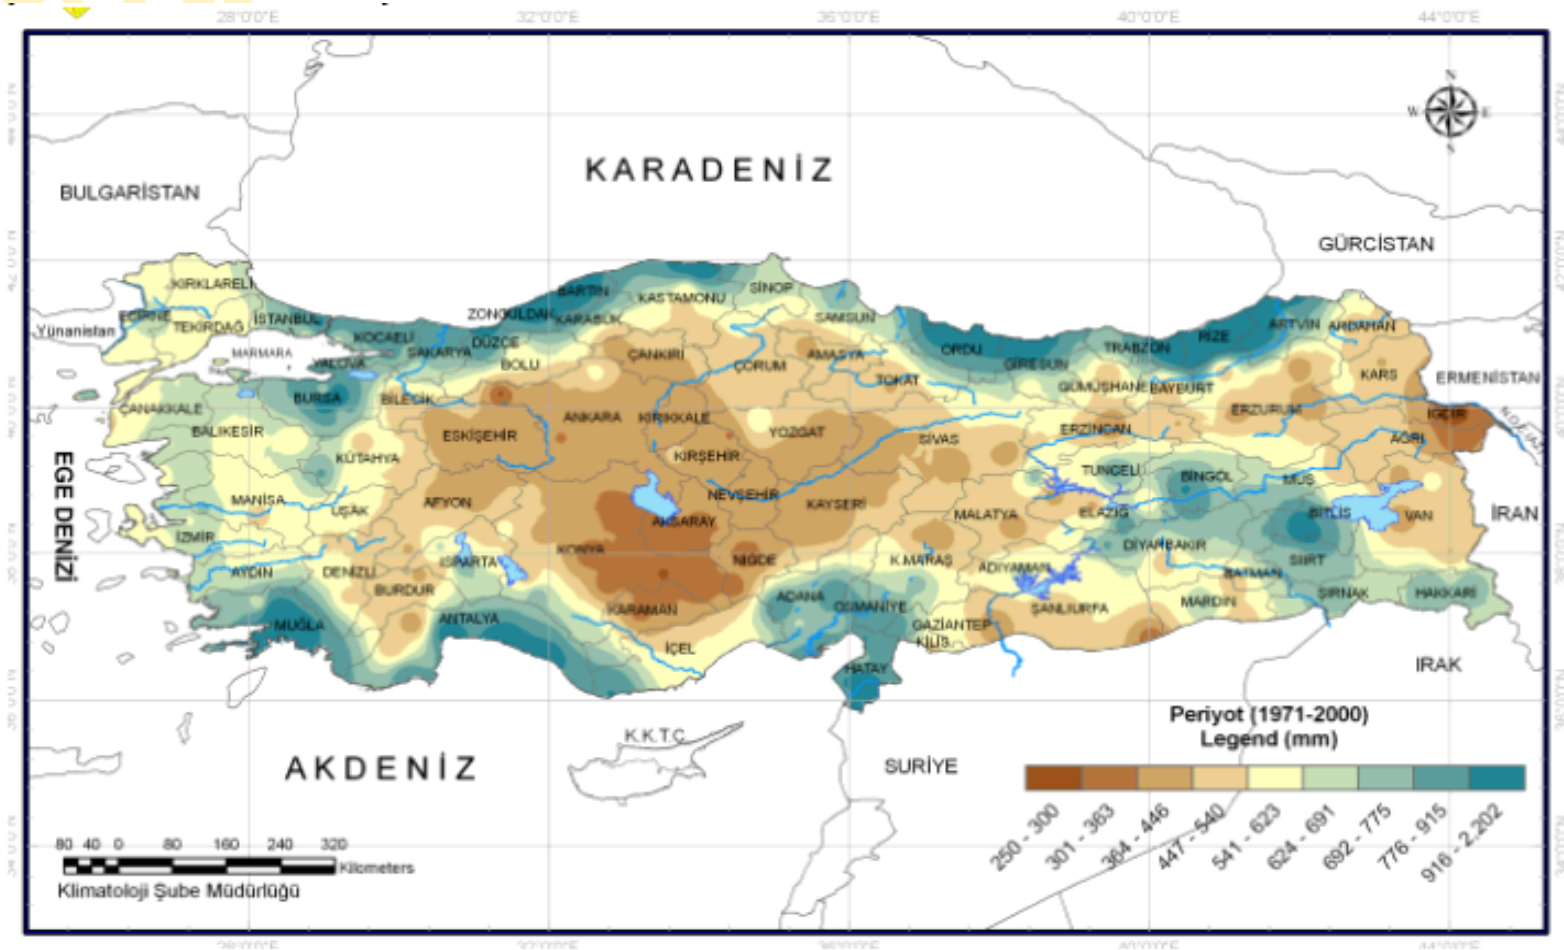 28°0'0"E 32°0'0"E 36°0'0"E 40°0'0"E 44°0'0"E
N
W E
S
KARADENİZ
BULGARİSTAN
GÜRCİSTAN
KIRKLARELİ
EDİRNE
TEKİRDAĞ
İSTANBUL
Yünanistan
MARMARA
KOCAELİ
YALOVA
SAKARYA
DÜZCE
ZONGULDAK
BARTIN
KARABÜK
KASTAMONU
SİNOP
SAMSUN
BOLU
ÇANKIRI
ÇORUM
AMASYA
TOKAT
ORDU
GİRESUN
TRABZON
RİZE
ARTVİN
ARDAHAN
KARS
ERMENİSTAN
GÜMÜŞHANE
BAYBURT
ERZURUM
IĞDIR
AĞRI
ÇANAKKALE
BURSA
BİLECİK
BALIKESİR
ESKİŞEHİR
ANKARA
KIRIKKALE
YOZGAT
SİVAS
ERZİNCAN
KÜTAHYA
KIRŞEHİR
TUNCELİ
BİNGÖL
MUŞ
EGE DENİZİ
MANİSA
UŞAK
AFYON
NEVŞEHİR
KAYSERİ
MALATYA
ELAZIĞ
BİTLİS
VAN
İRAN
İZMİR
AKSARAY
KONYA
NİĞDE
DİYARBAKIR
SİİRT
BATMAN
AYDIN
DENİZLİ
ISPARTA
BURDUR
K.MARAŞ
ADIYAMAN
ŞANLIURFA
MARDİN
ŞIRNAK
HAKKARİ
MUĞLA
ANTALYA
KARAMAN
ADANA
OSMANİYE
GAZİANTEP
KİLİS
İÇEL
HATAY
IRAK
AKDENİZ
K.K.T.C
SURİYE
Periyot (1971-2000)
Legend (mm)
250 - 300
301 - 363
364 - 446
447 - 540
541 - 623
624 - 691
692 - 775
776 - 915
916 - 2,202
80 40 0 80 160 240 320
Kilometers
Klimatoloji Şube Müdürlüğü